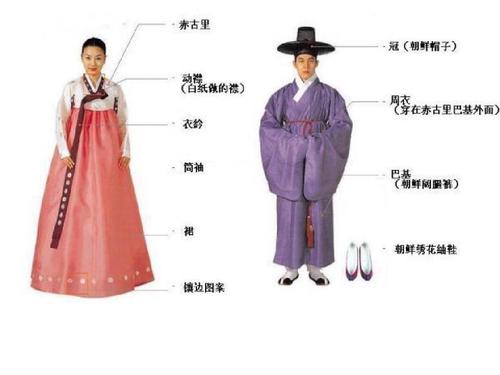 赤古里
动襟
(白纸做的襟)
衣衿
筒袖
裙
镶边图案
冠（朝鲜帽子）
周衣
(穿在赤古里巴基外面)
巴基
(朝鲜阔腿裤)
朝鲜绣花䌷鞋